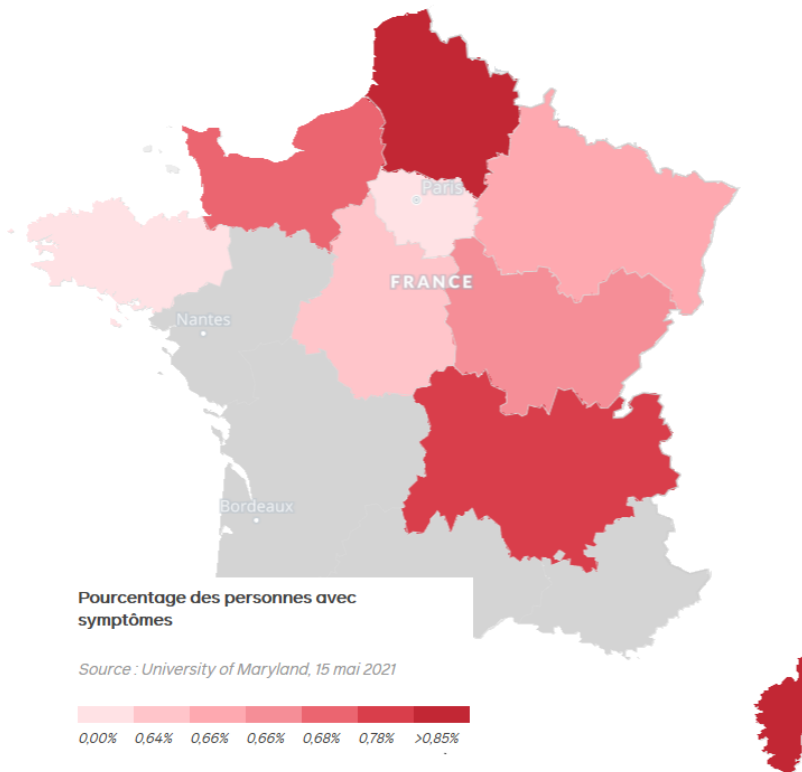 Paris
FRANCE
Nantes
Bordeaux
Pourcentage des personnes avec
symptômes
Source : University of Maryland, 15 mai 2021
0,00% 0,64% 0,66% 0,66% 0,68% 0,78% >0,85%